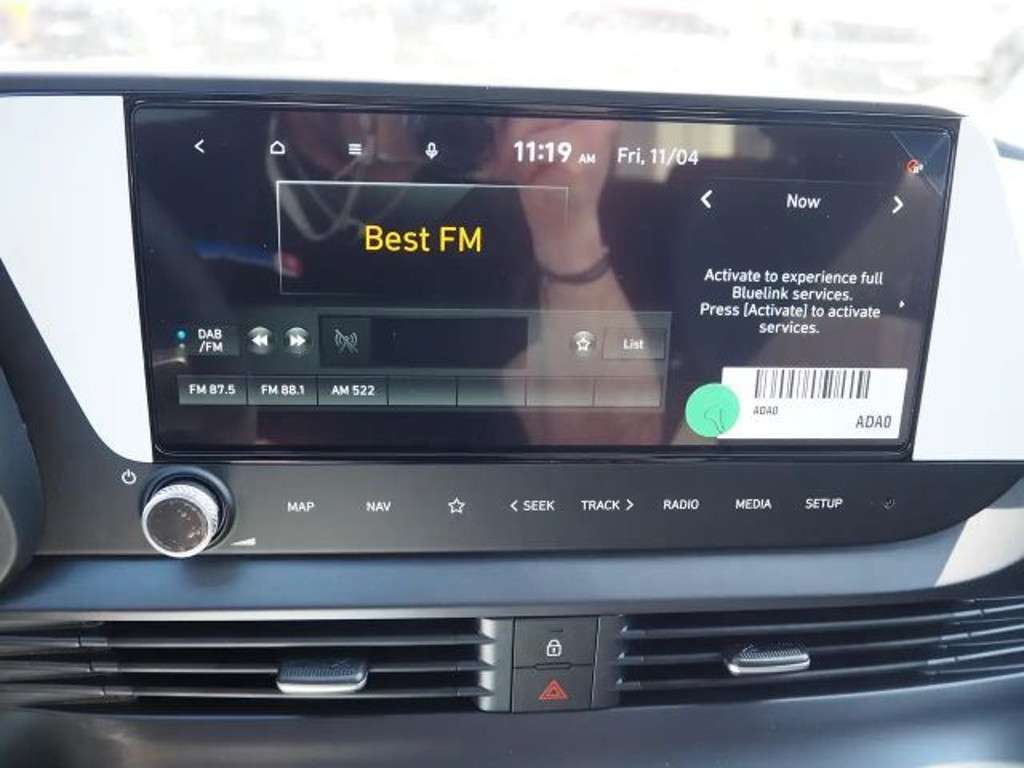 11:19 AM Fri, 11/04
Now
Best FM
Activate to experience full
Bluelink services.
Press [Activate] to activate
services.
DAB
/FM
List
FM 87.5 FM 88.1 AM 522
ADA0
ADA0
MAP NAV SEEK TRACK RADIO MEDIA SETUP